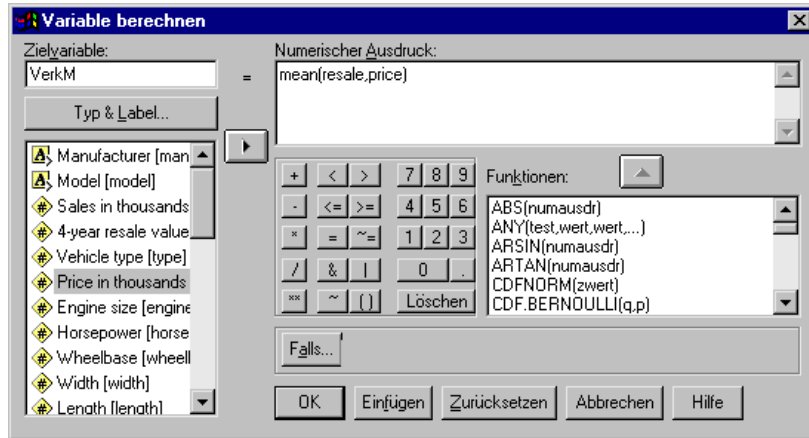 Variable berechnen
Zielvariable:
VerkM
=
Numerischer Ausdruck:
mean(resale,price)
Typ & Label...
Manufacturer [man
Model [model]
Sales in thousands
4-year resale value
Vehicle type [type]
Price in thousands
Engine size [engine
Horsepower [horse
Wheelbase [wheell
Width [width]
Length [length]
+ < > 7 8 9
- <= >= 4 5 6
* = ~= 1 2 3
/ & | 0 .
** ~ ( ) Löschen
Funktionen:
ABS(numausdr)
ANY(test,wert,wert,...)
ARSIN(numausdr)
ARTAN(numausdr)
CDFNORM(zwert)
CDF.BERNOULLI(q,p)
Falls...
OK Einfügen Zurücksetzen Abbrechen Hilfe